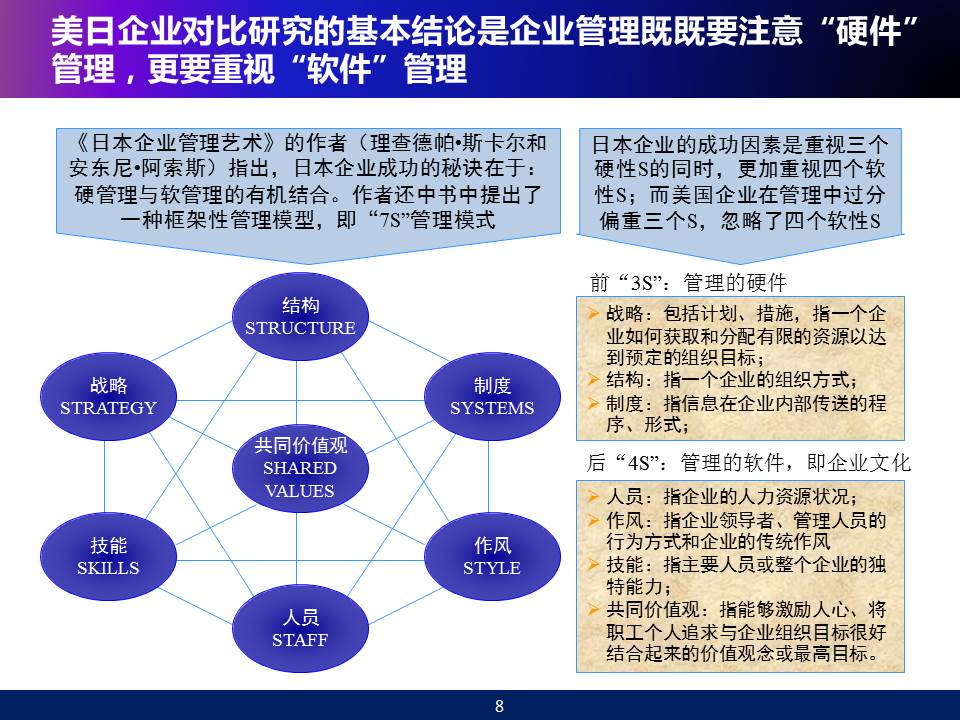 美日企业对比研究的基本结论是企业管理既既要注意“硬件”
管理，更要重视“软件”管理
《日本企业管理艺术》的作者（理查德帕•斯卡尔和
安东尼•阿索斯）指出，日本企业成功的秘诀在于：
硬管理与软管理的有机结合。作者还中书中提出了
一种框架性管理模型，即“7S”管理模式
日本企业的成功因素是重视三个
硬性S的同时，更加重视四个软
性S；而美国企业在管理中过分
偏重三个S，忽略了四个软性S
结构
STRUCTURE
战略
STRATEGY
制度
SYSTEMS
共同价值观
SHARED
VALUES
技能
SKILLS
作风
STYLE
人员
STAFF
前“3S”：管理的硬件
战略：包括计划、措施，指一个企
业如何获取和分配有限的资源以达
到预定的组织目标；
结构：指一个企业的组织方式；
制度：指信息在企业内部传送的程
序、形式；
后“4S”：管理的软件，即企业文化
人员：指企业的人力资源状况；
作风：指企业领导者、管理人员的
行为方式和企业的传统作风
技能：指主要人员或整个企业的独
特能力；
共同价值观：指能够激励人心、将
职工个人追求与企业组织目标很好
结合起来的价值观念或最高目标。
8